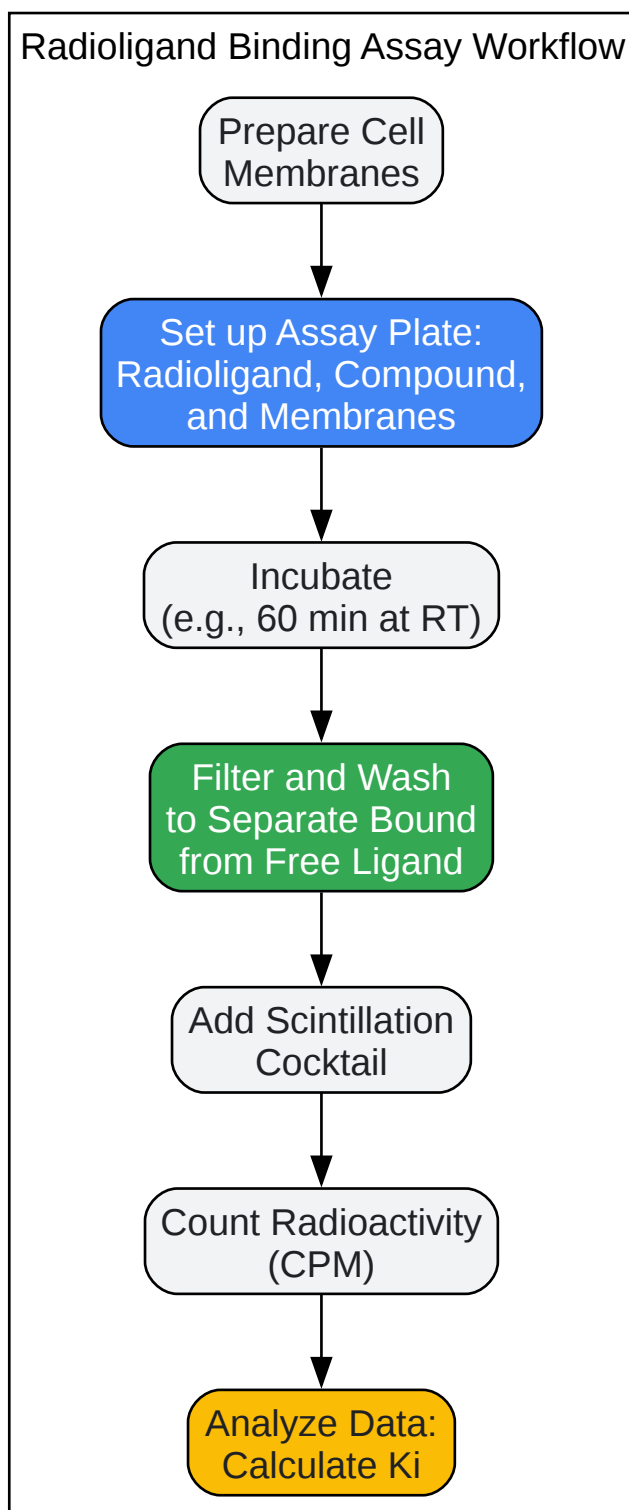 Radioligand Binding Assay Workflow
Prepare Cell
Membranes
Set up Assay Plate:
Radioligand, Compound,
and Membranes
Incubate
(e.g., 60 min at RT)
Filter and Wash
to Separate Bound
from Free Ligand
Add Scintillation
Cocktail
Count Radioactivity
(CPM)
Analyze Data:
Calculate Ki